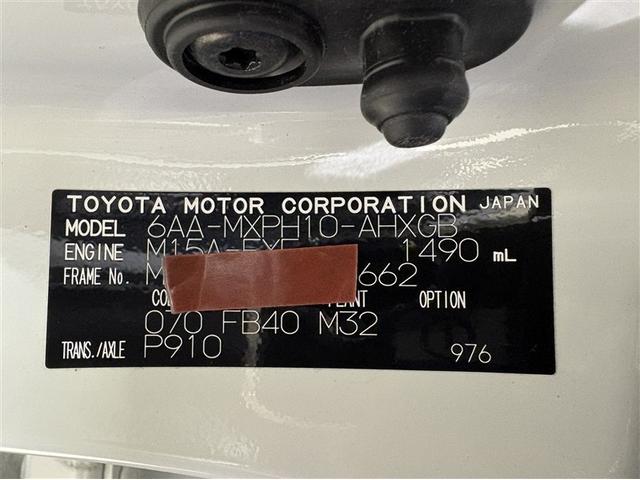 TOYOTA MOTOR CORPORATION JAPAN
MODEL 6AA-MXPH10-AHXGB
ENGINE M15A-FXE 1490 mL
FRAME No. M 662
PLANT OPTION
070 FB40 M32
TRANS./AXLE P910 976